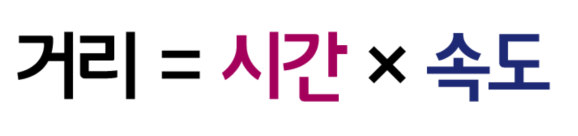 거리 = 시간 × 속도